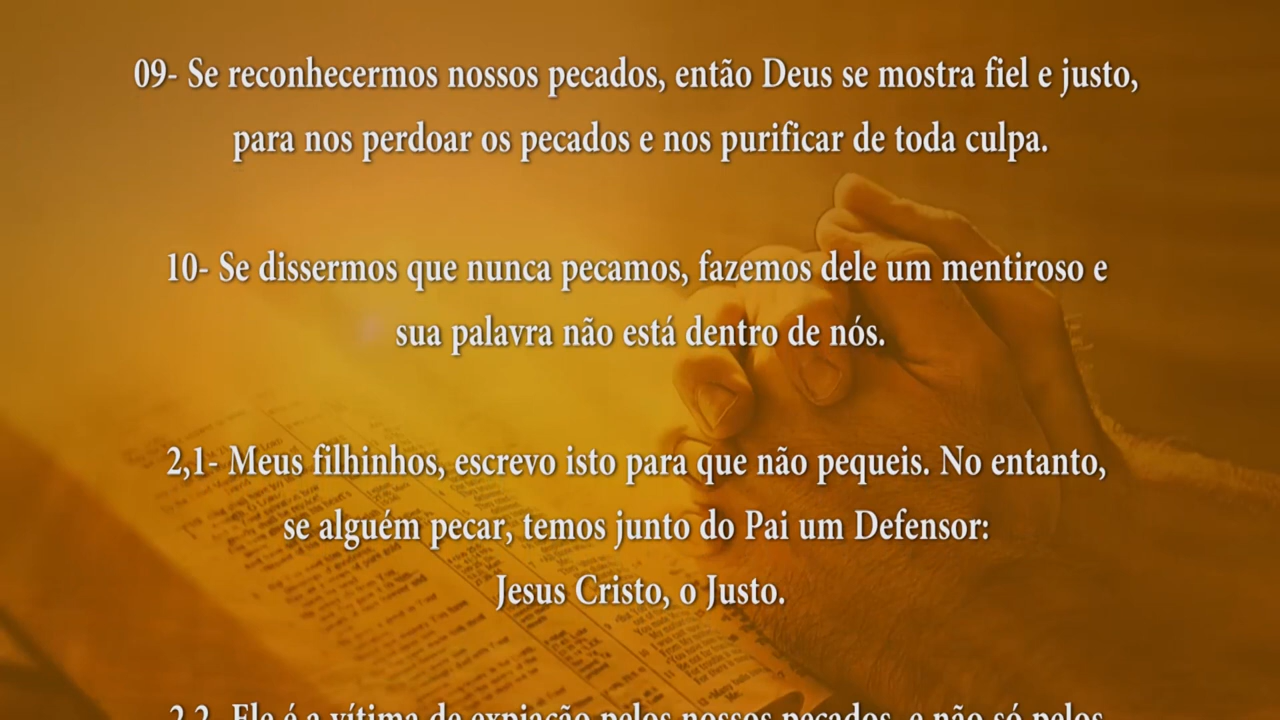 09- Se reconhecermos nossos pecados, então Deus se mostra fiel e justo,
para nos perdoar os pecados e nos purificar de toda culpa.
10- Se dissermos que nunca pecamos, fazemos dele um mentiroso e
sua palavra não está dentro de nós.
2,1- Meus filhinhos, escrevo isto para que não pequeis. No entanto,
se alguém pecar, temos junto do Pai um Defensor:
Jesus Cristo, o Justo.
2,2- Ele é a vítima de expiação pelos nossos pecados, e não só pelos